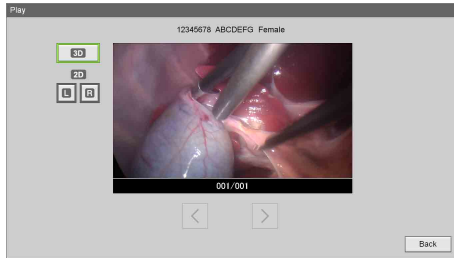 Play
12345678 ABCDEFG Female
3D
2D
L R
001/001
Back